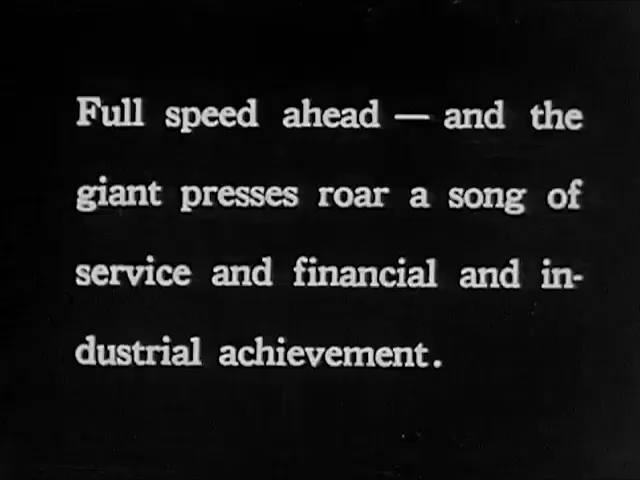 Full speed ahead — and the
giant presses roar a song of
service and financial and in-
dustrial achievement.